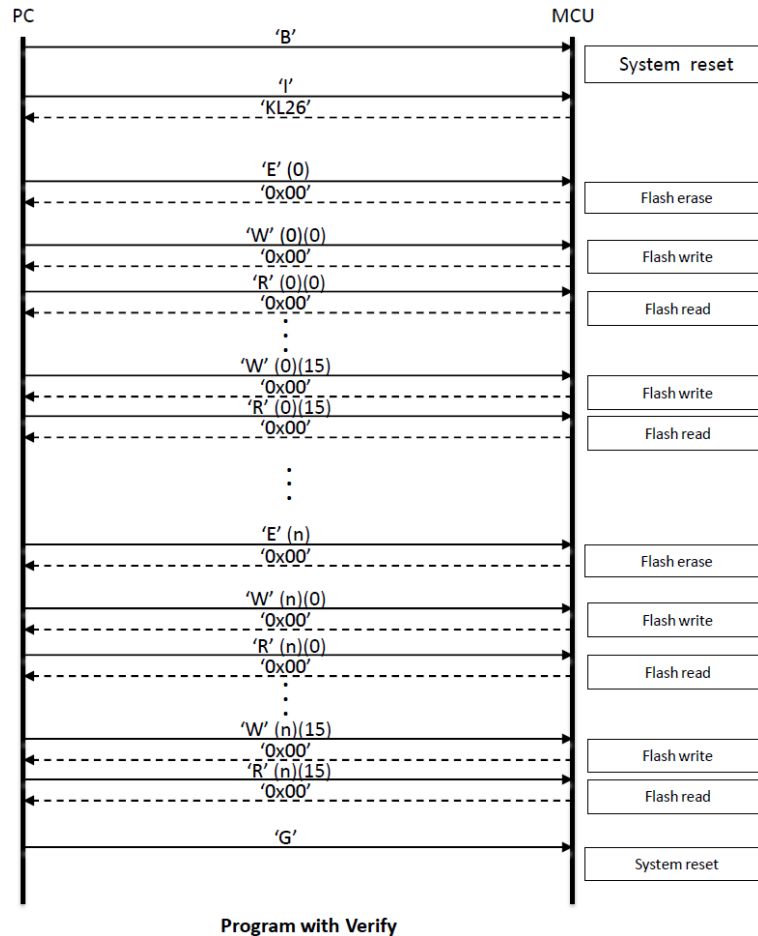 PC
MCU
‘B’
System reset
‘I’
‘KL26’
‘E’ (0)
‘0x00’
Flash erase
‘W’ (0)(0)
‘0x00’
Flash write
‘R’ (0)(0)
‘0x00’
Flash read
‘W’ (0)(15)
‘0x00’
Flash write
‘R’ (0)(15)
‘0x00’
Flash read
‘E’ (n)
‘0x00’
Flash erase
‘W’ (n)(0)
‘0x00’
Flash write
‘R’ (n)(0)
‘0x00’
Flash read
‘W’ (n)(15)
‘0x00’
Flash write
‘R’ (n)(15)
‘0x00’
Flash read
‘G’
System reset
Program with Verify